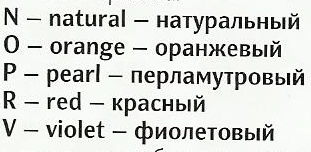 N – natural – натуральный
O – orange – оранжевый
P – pearl – перламутровый
R – red – красный
V – violet – фиолетовый